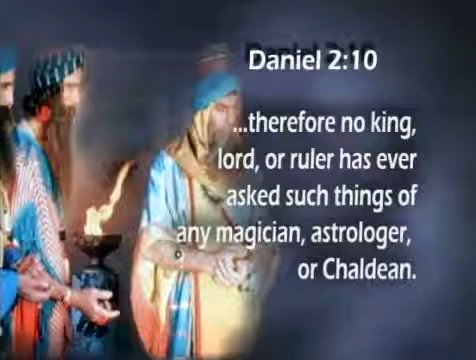 Daniel 2:10
...therefore no king,
lord, or ruler has ever
asked such things of
any magician, astrologer,
or Chaldean.